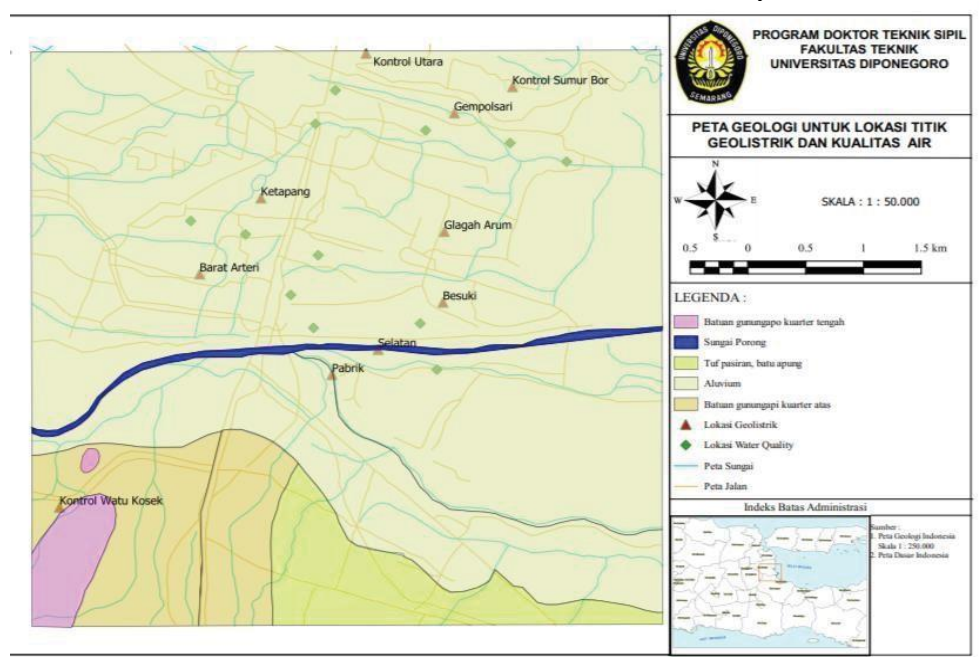 Kontrol Utara
Kontrol Sumur Bor
Gempolsari
Ketapang
Glagah Arum
Barat Arteri
Besuki
Selatan
Pabrik
Kontrol Watu Kosek
UNIVERSITAS DIPONEGORO
SEMARANG
PROGRAM DOKTOR TEKNIK SIPIL
FAKULTAS TEKNIK
UNIVERSITAS DIPONEGORO
PETA GEOLOGI UNTUK LOKASI TITIK
GEOLISTRIK DAN KUALITAS AIR
N
W
E
S
SKALA : 1 : 50.000
0.5 0 0.5 1 1.5 km
LEGENDA :
Batuan gunungapo kuarter tengah
Sungai Porong
Tuf pasiran, batu apung
Aluvium
Batuan gunungapi kuarter atas
Lokasi Geolistrik
Lokasi Water Quality
Peta Sungai
Peta Jalan
Indeks Batas Administrasi
Sumber :
1. Peta Geologi Indonesia
Skala 1 : 250.000
2. Peta Dasar Indonesia